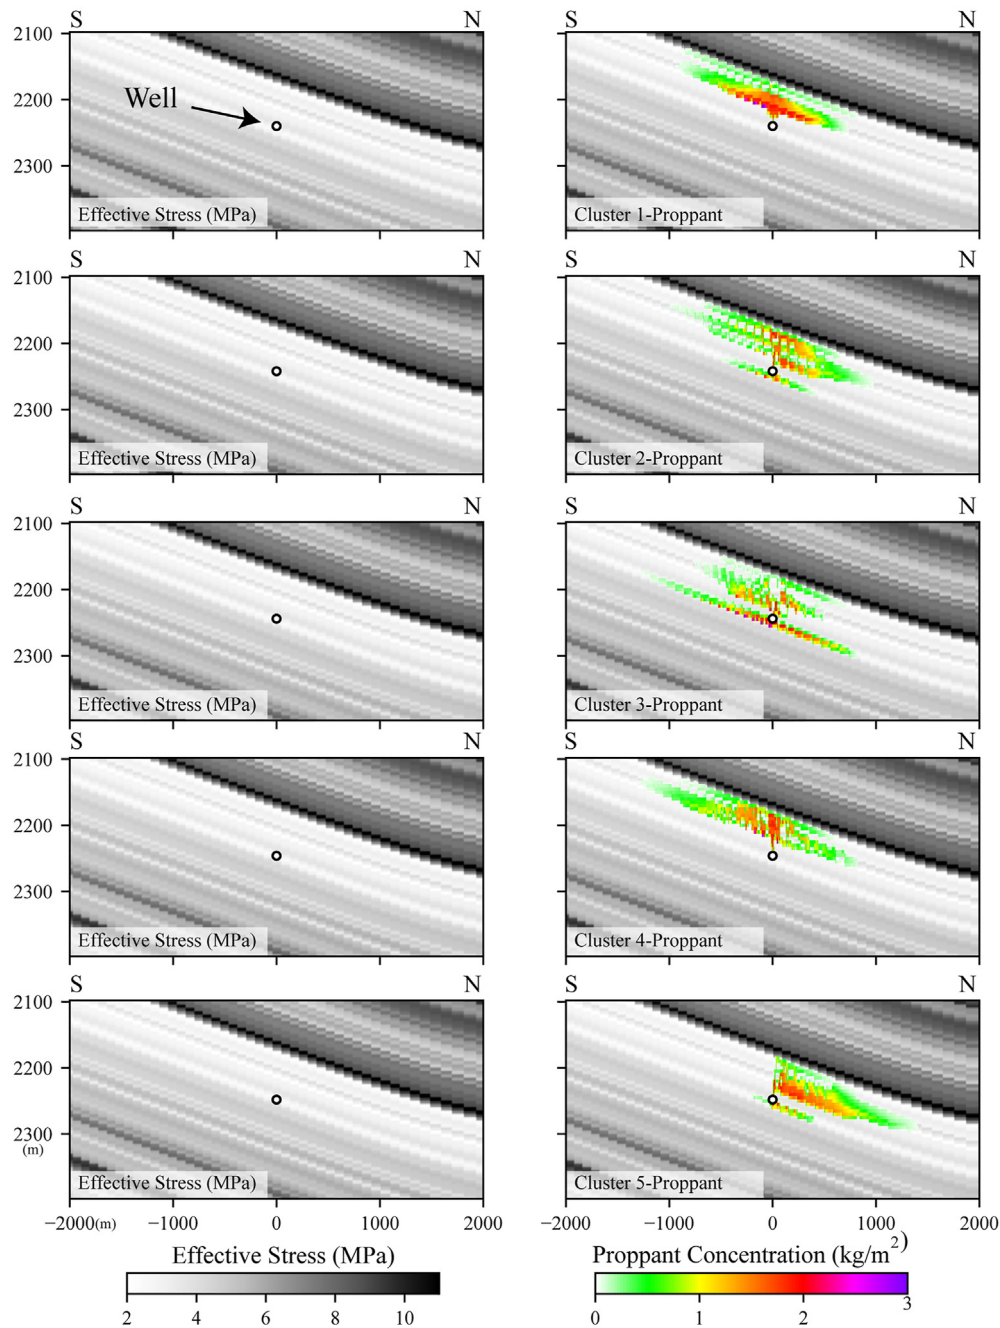 S N S N
2100
2200
2300
Well
Effective Stress (MPa) Cluster 1-Proppant
S N S N
2100
2200
2300
Effective Stress (MPa) Cluster 2-Proppant
S N S N
2100
2200
2300
Effective Stress (MPa) Cluster 3-Proppant
S N S N
2100
2200
2300
Effective Stress (MPa) Cluster 4-Proppant
S N S N
2100
2200
2300
(m)
Effective Stress (MPa) Cluster 5-Proppant
−2000(m) −1000 0 1000 2000 −2000 −1000 0 1000 2000
Effective Stress (MPa) Proppant Concentration (kg/m²)
2 4 6 8 10 0 1 2 3